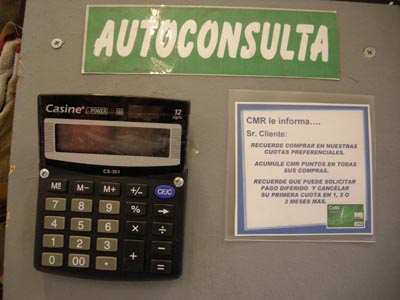 AUTOCONSULTA
Casine
POWER
12
digits
CS-361
MC M- M+ +/- CE/C
7 8 9 %
4 5 6 ×
1 2 3 + ÷
0 00 . - =
CMR le informa....
Sr. Cliente:
RECUERDE COMPRAR EN NUESTRAS
CUOTAS PREFERENCIALES.
ACUMULE CMR PUNTOS EN TODAS
SUS COMPRAS.
RECUERDE QUE PUEDE SOLICITAR
PAGO DIFERIDO Y CANCELAR
SU PRIMERA CUOTA EN 1, 2 O
3 MESES MAS.
CMR